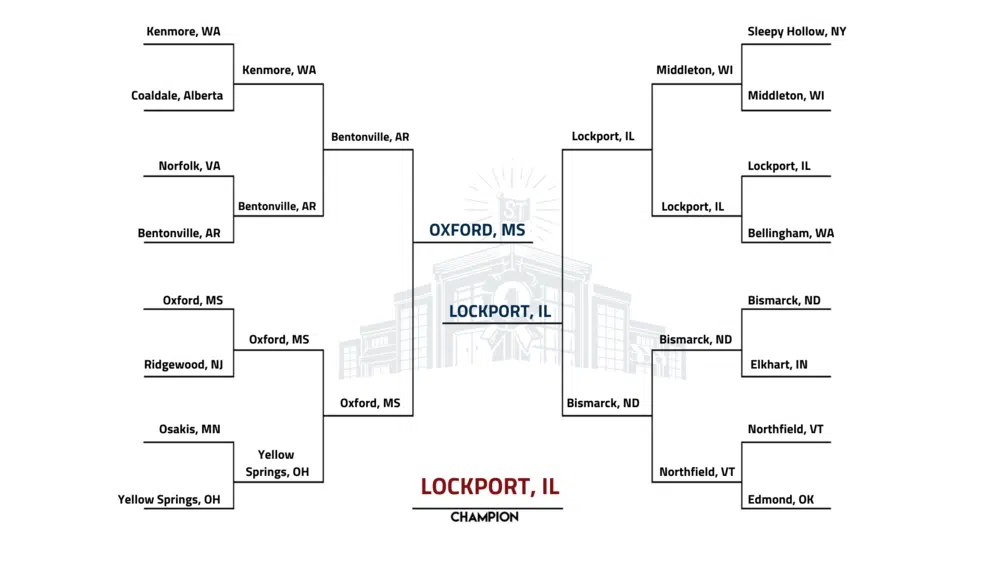 Kenmore, WA
Sleepy Hollow, NY
Kenmore, WA
Middleton, WI
Coaldale, Alberta
Middleton, WI
Bentonville, AR
Lockport, IL
Norfolk, VA
Lockport, IL
Bentonville, AR
Lockport, IL
ST
Bentonville, AR
OXFORD, MS
Bellingham, WA
Oxford, MS
Bismarck, ND
LOCKPORT, IL
Oxford, MS
Bismarck, ND
Ridgewood, NJ
Elkhart, IN
Oxford, MS
Bismarck, ND
Osakis, MN
Northfield, VT
Yellow
Springs, OH
Northfield, VT
LOCKPORT, IL
Yellow Springs, OH
Edmond, OK
CHAMPION